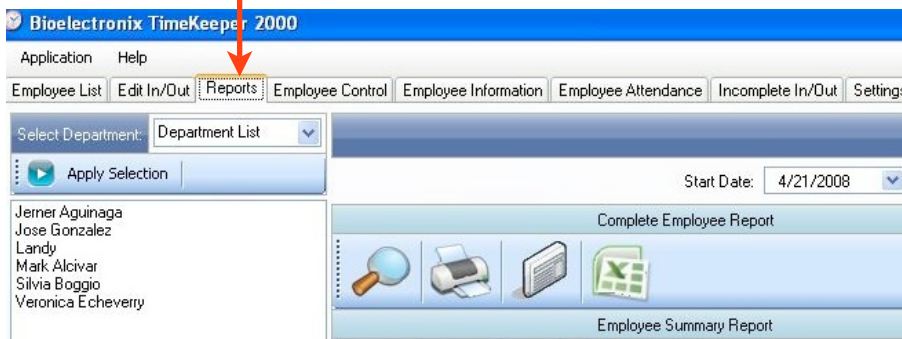 Bioelectronix TimeKeeper 2000
Application Help
Employee List Edit In/Out Reports Employee Control Employee Information Employee Attendance Incomplete In/Out Settings
Select Department: Department List
Apply Selection
Start Date: 4/21/2008
Jerner Aguinaga
Jose Gonzalez
Landy
Mark Alcivar
Silvia Boggio
Veronica Echeverry
Complete Employee Report
Employee Summary Report